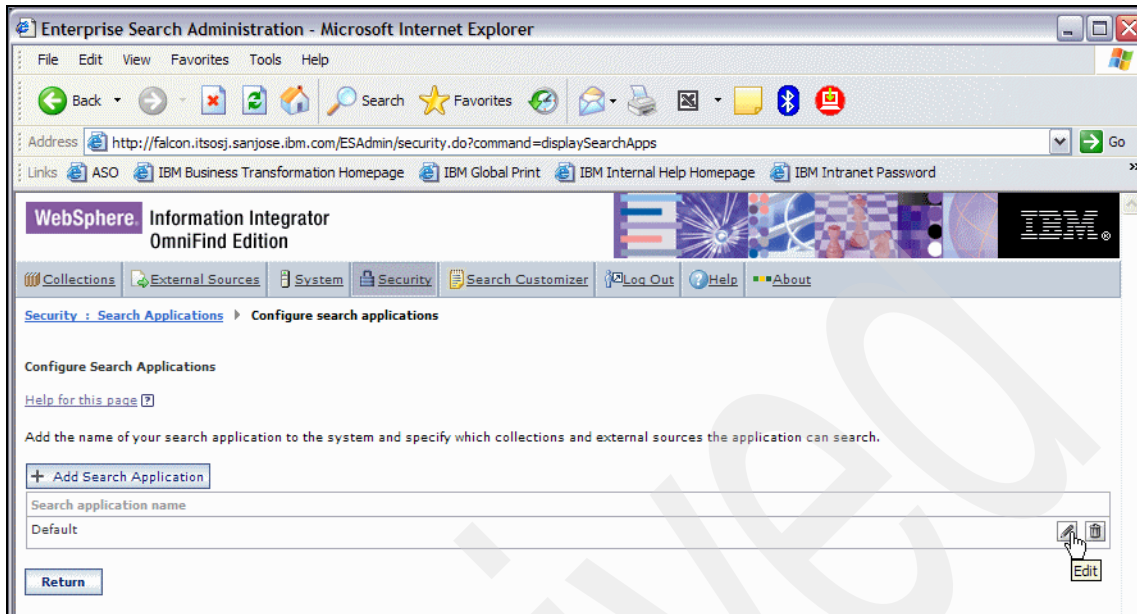 Enterprise Search Administration - Microsoft Internet Explorer
File Edit View Favorites Tools Help
Back Search Favorites
Address http://falcon.itsosj.sanjose.ibm.com/ESAdmin/security.do?command=displaySearchApps Go
Links ASO IBM Business Transformation Homepage IBM Global Print IBM Internal Help Homepage IBM Intranet Password »
WebSphere. Information Integrator
OmniFind Edition
IBM®
Collections External Sources System Security Search Customizer Log Out Help About
Security : Search Applications Configure search applications
Configure Search Applications
Help for this page ?
Add the name of your search application to the system and specify which collections and external sources the application can search.
+ Add Search Application
Search application name
Default
Edit
Return